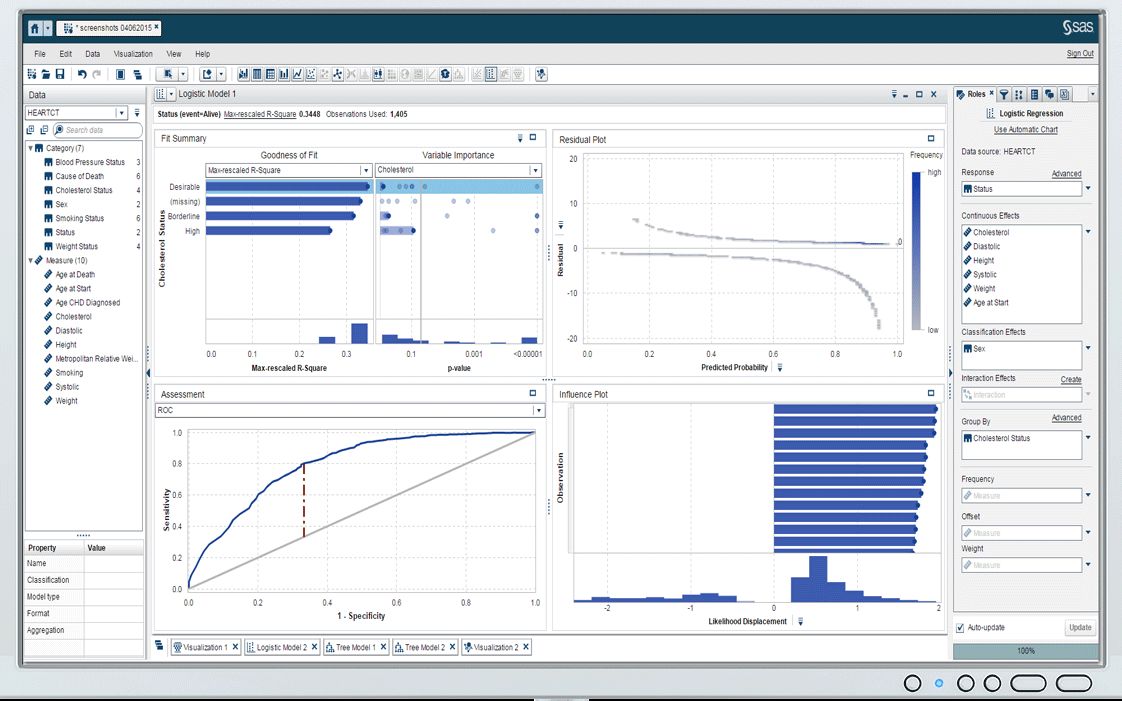 * screenshots 04062015
sas
File Edit Data Visualization View Help
Sign Out
Data
HEARTCT
Search data
Category (7)
Blood Pressure Status 3
Cause of Death 6
Cholesterol Status 4
Sex 2
Smoking Status 6
Status 2
Weight Status 4
Measure (10)
Age at Death
Age at Start
Age CHD Diagnosed
Cholesterol
Diastolic
Height
Metropolitan Relative Wei...
Smoking
Systolic
Weight
Property Value
Name
Classification
Model type
Format
Aggregation
Logistic Model 1
Status (event=Alive) Max-rescaled R-Square 0.3448 Observations Used: 1,405
Fit Summary
Goodness of Fit Variable Importance
Max-rescaled R-Square Cholesterol
Cholesterol Status
Desirable
(missing)
Borderline
High
0.0 0.1 0.2 0.3 0.1 0.001 <0.00001
Max-rescaled R-Square p-value
Residual Plot
Frequency
high
low
Residual
20
10
0
-10
-20
0
0.0 0.2 0.4 0.6 0.8 1.0
Predicted Probability
Assessment
ROC
Sensitivity
1.0
0.8
0.6
0.4
0.2
0.0
0.0 0.2 0.4 0.6 0.8 1.0
1 - Specificity
Influence Plot
Observation
-2 -1 0 1 2
Likelihood Displacement
Visualization 1 Logistic Model 2 Tree Model 1 Tree Model 2 Visualization 2
Roles
Logistic Regression
Use Automatic Chart
Data source: HEARTCT
Response Advanced
Status
Continuous Effects
Cholesterol
Diastolic
Height
Systolic
Weight
Age at Start
Classification Effects
Sex
Interaction Effects Create
Interaction
Group By Advanced
Cholesterol Status
Frequency
Measure
Offset
Measure
Weight
Measure
Auto-update Update
100%